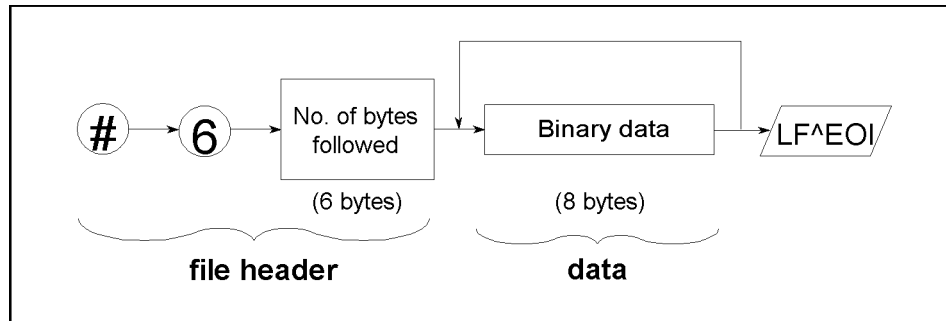 #
6
No. of bytes
followed
Binary data
LF^EOI
(6 bytes)
(8 bytes)
file header
data